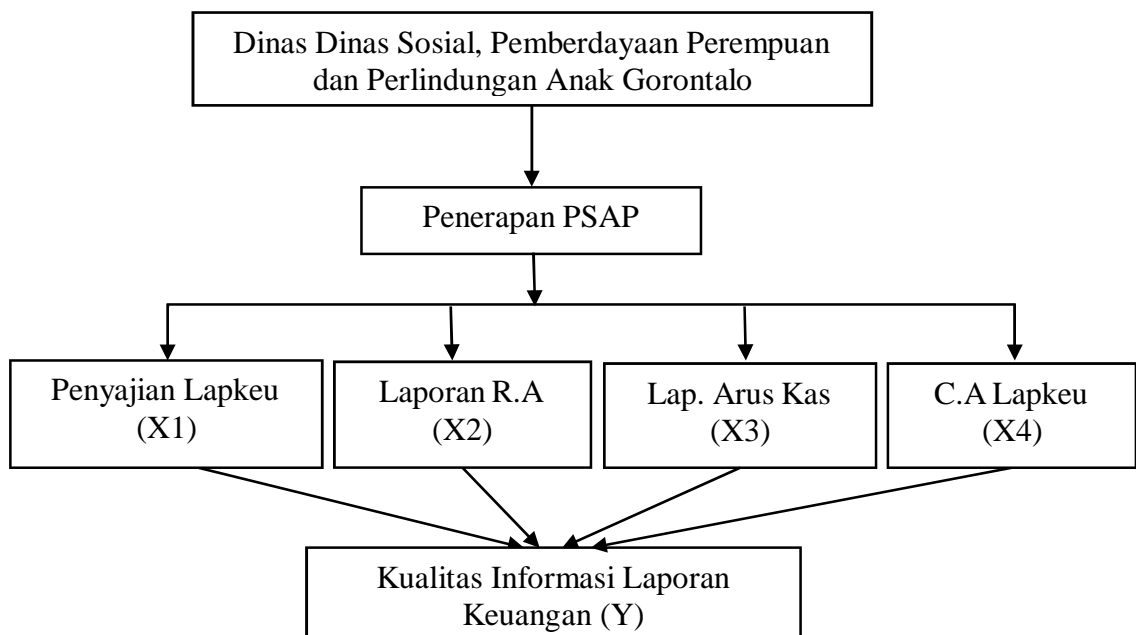 Dinas Dinas Sosial, Pemberdayaan Perempuan
dan Perlindungan Anak Gorontalo
Penerapan PSAP
Penyajian Lapkeu
(X1)
Laporan R.A
(X2)
Lap. Arus Kas
(X3)
C.A Lapkeu
(X4)
Kualitas Informasi Laporan
Keuangan (Y)